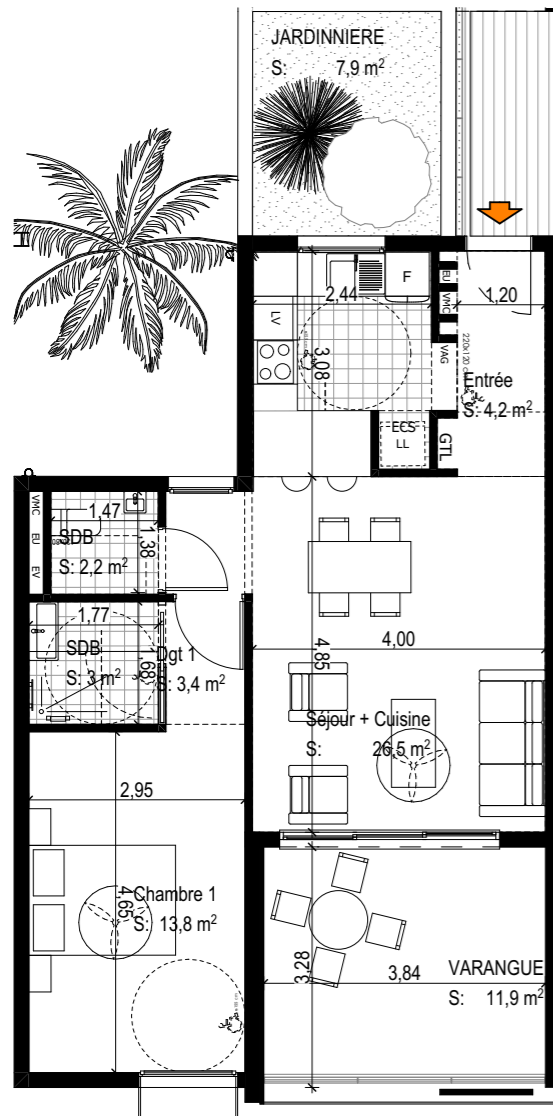 JARDINNIERE
S: 7,9 m²
F
EU
VMC
2,44
1,20
LV
3,08
VAG
Entrée
S: 4,2 m²
ECS
LL
GTL
VMC
EU
EV
1,47
1,38
SDB
S: 2,2 m²
1,77
1,68
SDB
S: 3 m²
Dgt 1
S: 3,4 m²
4,00
4,85
Séjour + Cuisine
S: 26,5 m²
2,95
4,65
Chambre 1
S: 13,8 m²
3,28
3,84
VARANGUE
S: 11,9 m²